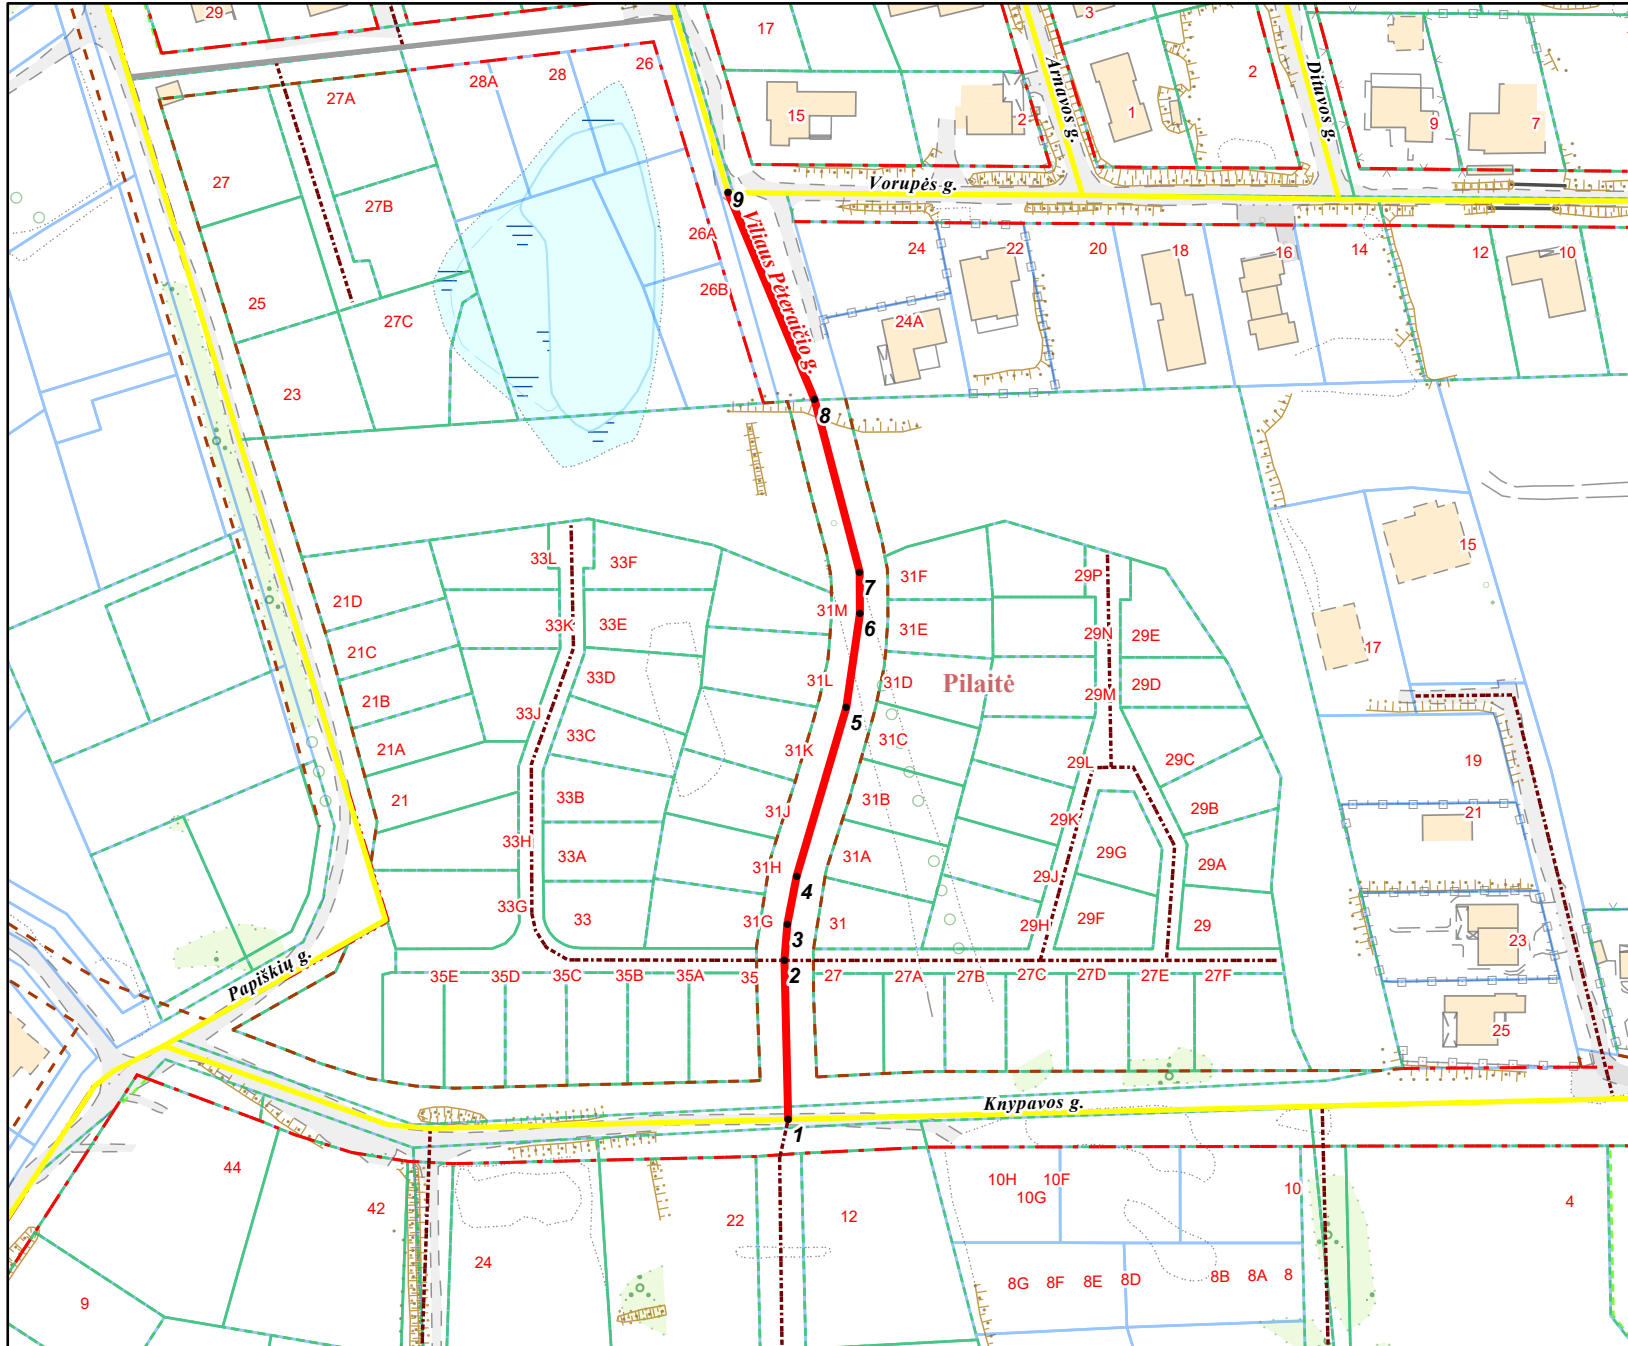 29
17
3
2
28A
28
26
27A
15
2
1
9
7
Arnavos g.
Dituvos g.
27
27B
9
Vorupės g.
26A
24
22
20
18
16
14
12
10
Viliaus Pėteraičio g.
25
27C
26B
24A
23
8
15
33L
33F
7
31F
29P
21D
31M
6
33K
33E
31E
29N
29E
21C
17
33D
31L
31D
Pilaitė
29M
29D
21B
33J
5
33C
31K
31C
21A
29L
29C
19
21
33B
31J
31B
29K
29B
21
33H
33A
31H
31A
29G
29A
4
29J
33G
33
31G
31
29H
29F
29
3
23
Papiškių g.
35E
35D
35C
35B
35A
35
2
27
27A
27B
27C
27D
27E
27F
25
Knypavos g.
1
44
42
22
12
10H
10F
10G
10
4
24
9
8G
8F
8E
8D
8B
8A
8